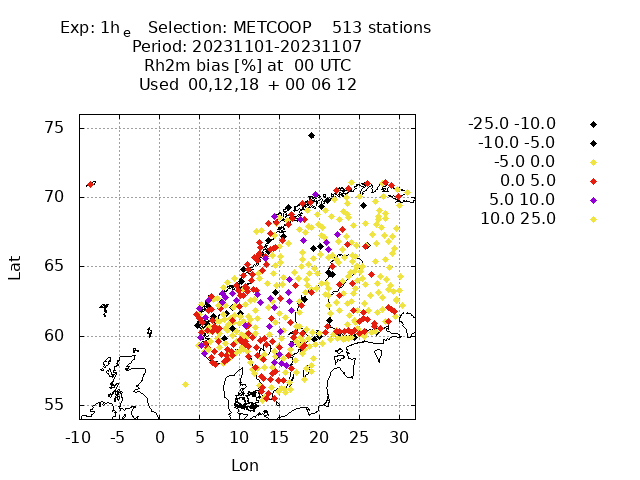 Exp: 1h e   Selection: METCOOP    513 stations
Period: 20231101-20231107
Rh2m bias [%] at  00 UTC
Used  00,12,18  + 00 06 12
-25.0 -10.0
-10.0 -5.0
-5.0 0.0
0.0 5.0
5.0 10.0
10.0 25.0
75
70
65
60
55
Lat
-10 -5 0 5 10 15 20 25 30
Lon